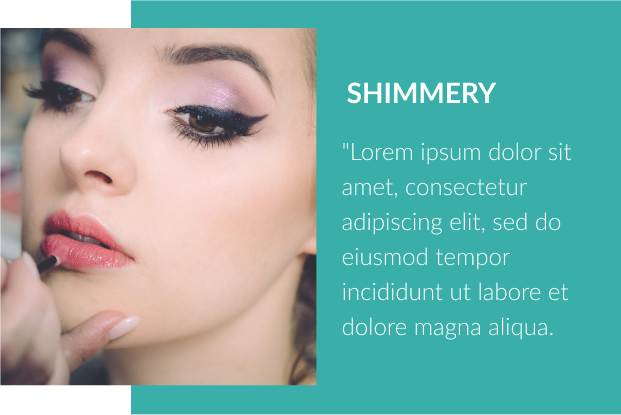 SHIMMERY
"Lorem ipsum dolor sit
amet, consectetur
adipiscing elit, sed do
eiusmod tempor
incididunt ut labore et
dolore magna aliqua.